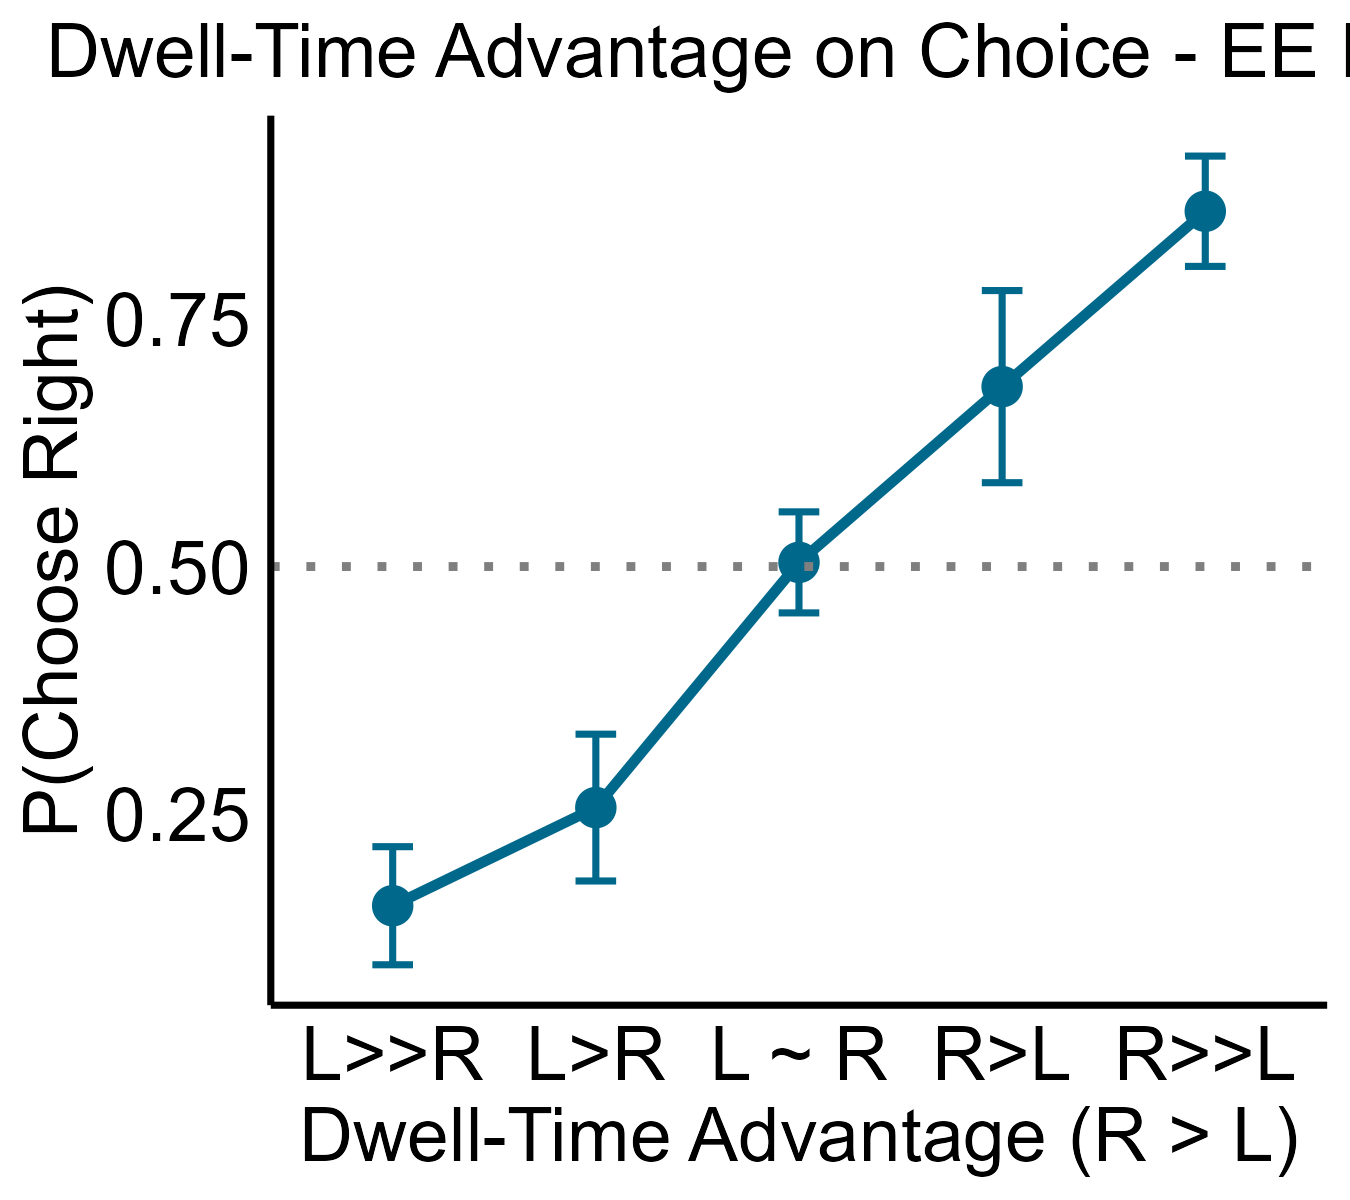 Dwell-Time Advantage on Choice - EE
P(Choose Right)
0.75
0.50
0.25
L>>R L>R L ~ R R>L R>>L
Dwell-Time Advantage (R > L)